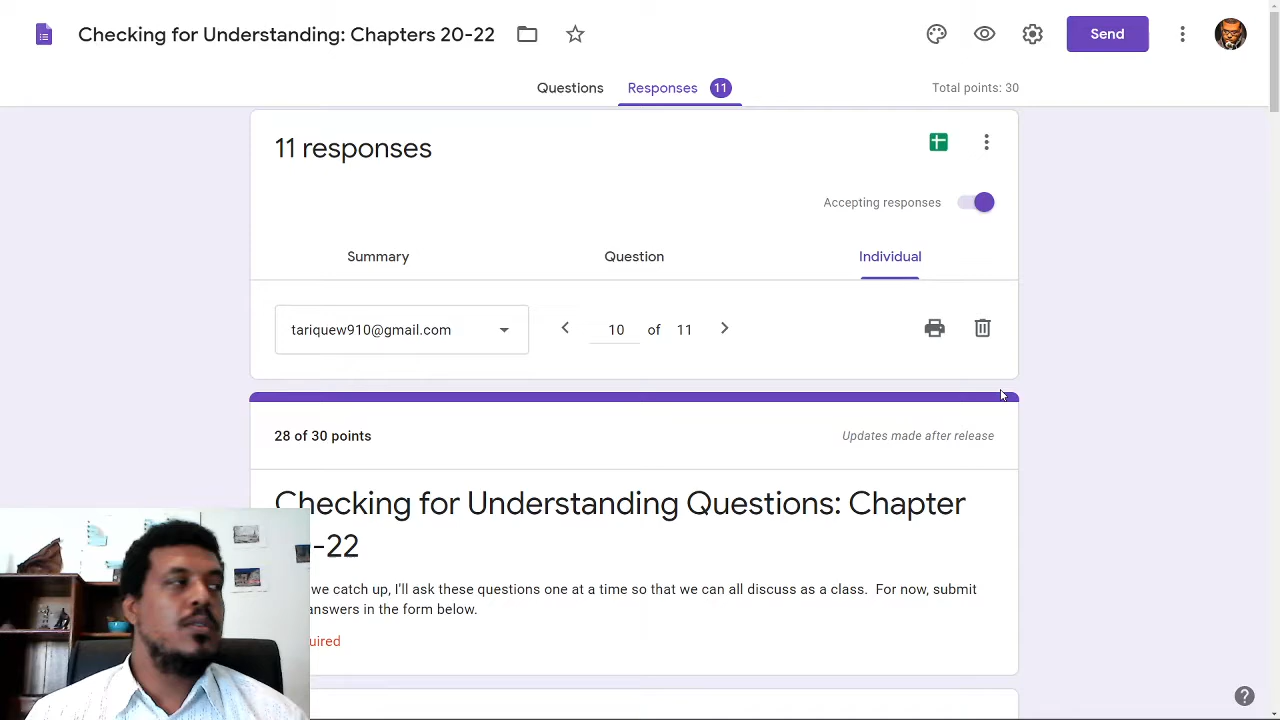 Checking for Understanding: Chapters 20-22
Send
Questions
Responses 11
Total points: 30
11 responses
Accepting responses
Summary
Question
Individual
tariquew910@gmail.com
10 of 11
28 of 30 points
Updates made after release
Checking for Understanding Questions: Chapter
-22
we catch up, I'll ask these questions one at a time so that we can all discuss as a class. For now, submit
answers in the form below.
uired